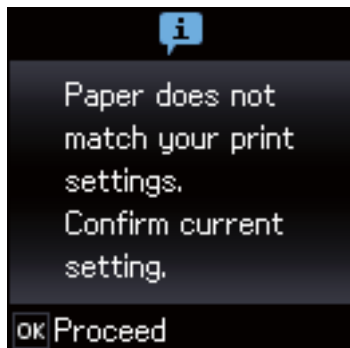 i
Paper does not
match your print
settings.
Confirm current
setting.
OK Proceed